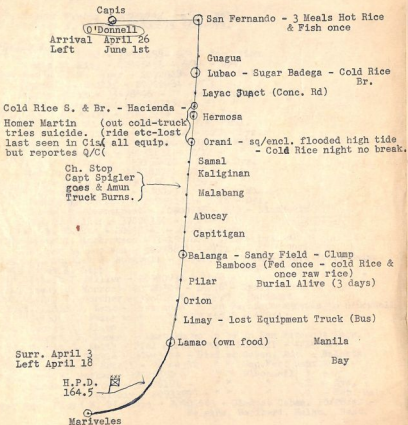 Capis
O'Donnell
Arrival April 26
Left June 1st
San Fernando - 3 Meals Hot Rice
& Fish once
Guagua
Lubao - Sugar Badega - Cold Rice
Br.
Layac Junct (Conc. Rd)
Cold Rice S. & Br. - Hacienda -
Hermosa
Homer Martin (out cold-truck
tries suicide. (ride etc-lost
last seen in Cis( all equip.
but reportes Q/C(
Orani - sq/encl. flooded high tide
- Cold Rice night no break.
Samal
Kaliginan
Ch. Stop
Capt Spigler
goes & Amun
Truck Burns.
Malabang
Abucay
Capitigan
Balanga - Sandy Field - Clump
Bamboos (Fed once - cold Rice &
once raw rice)
Pilar Burial Alive (3 days)
Orion
Limay - lost Equipment Truck (Bus)
Lamao (own food) Manila
Bay
Surr. April 3
Left April 18
H.P.D.
164.5
Mariveles